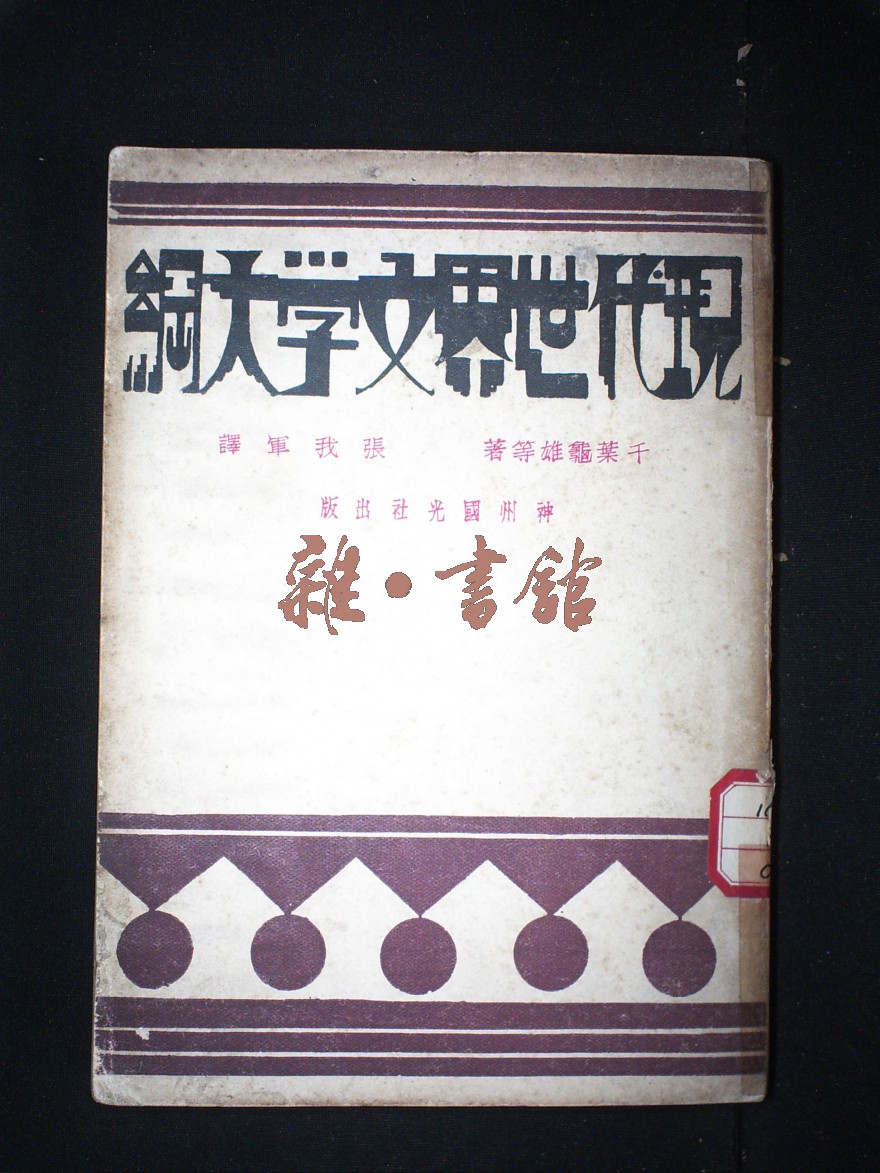 現代世界文学大綱
千葉龜雄等著 張我軍譯
神州國光社出版
雜·書館